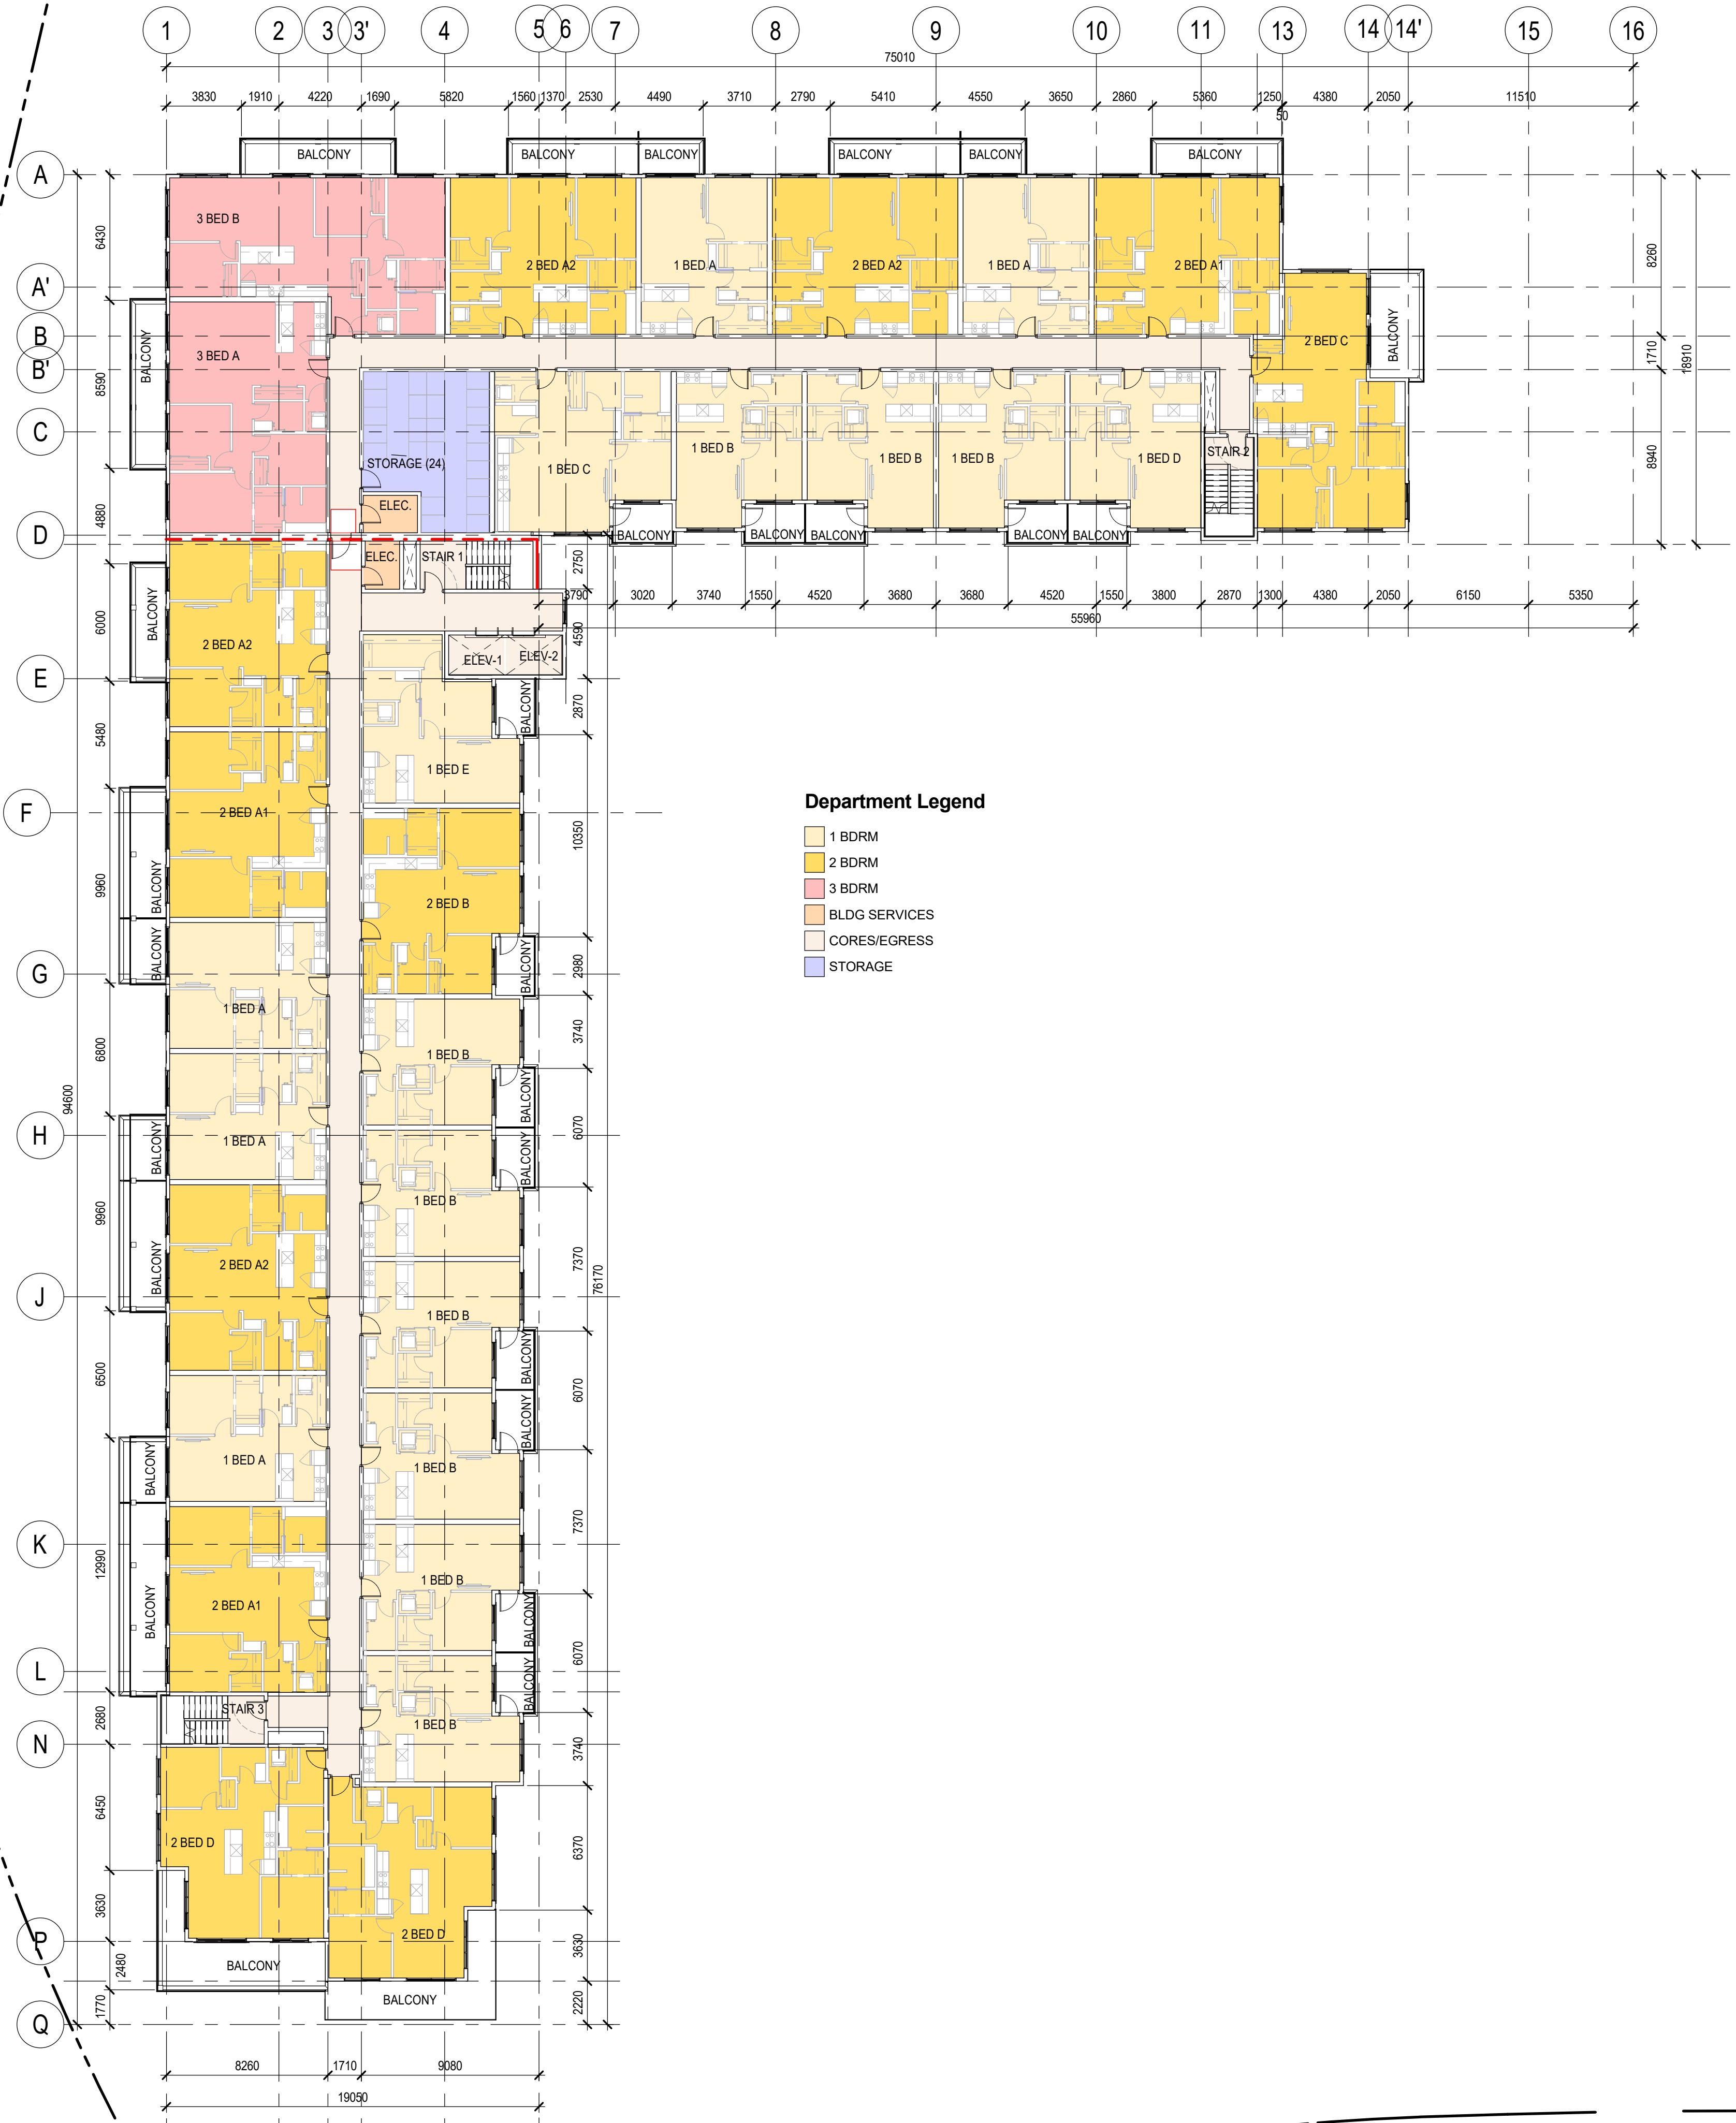 1 2 3 3' 4 5 6 7 8 9 10 11 13 14 14' 15 16
75010
3830 1910 4220 1690 5820 1560 1370 2530 4490 3710 2790 5410 4550 3650 2860 5360 1250 4380 2050 11510
50
BALCONY BALCONY BALCONY BALCONY BALCONY BALCONY
A
3 BED B
6430
2 BED A2 1 BED A 2 BED A2 1 BED A 2 BED A1
8260
A'
B
BALCONY
3 BED A
2 BED C
BALCONY
1710
18910
B'
8590
C
STORAGE (24)
1 BED C
1 BED B
1 BED B
1 BED B
1 BED D
STAIR 2
8940
4880
ELEC.
D
BALCONY BALCONY BALCONY BALCONY BALCONY
ELEC.
STAIR 1
2750
3790 3020 3740 1550 4520 3680 3680 4520 1550 3800 2870 1300 4380 2050 6150 5350
55960
BALCONY
6000
2 BED A2
4590
ELEV-1
ELEV-2
E
BALCONY
2870
5480
1 BED E
Department Legend
1 BDRM
2 BDRM
3 BDRM
BLDG SERVICES
CORES/EGRESS
STORAGE
F
2 BED A1
10350
9960
BALCONY
2 BED B
BALCONY
BALCONY
G
2980
1 BED A
6800
1 BED B
3740
94600
BALCONY
H
1 BED A
BALCONY
BALCONY
6070
1 BED B
9960
BALCONY
2 BED A2
7370
76170
J
1 BED B
6500
BALCONY
BALCONY
6070
1 BED A
BALCONY
1 BED B
K
7370
12990
1 BED B
BALCONY
2 BED A1
BALCONY
6070
L
BALCONY
2680
STAIR 3
1 BED B
N
3740
6450
2 BED D
6370
3630
P
2 BED D
3630
2480
BALCONY
1770
BALCONY
2220
Q
8260 1710 9080
19050